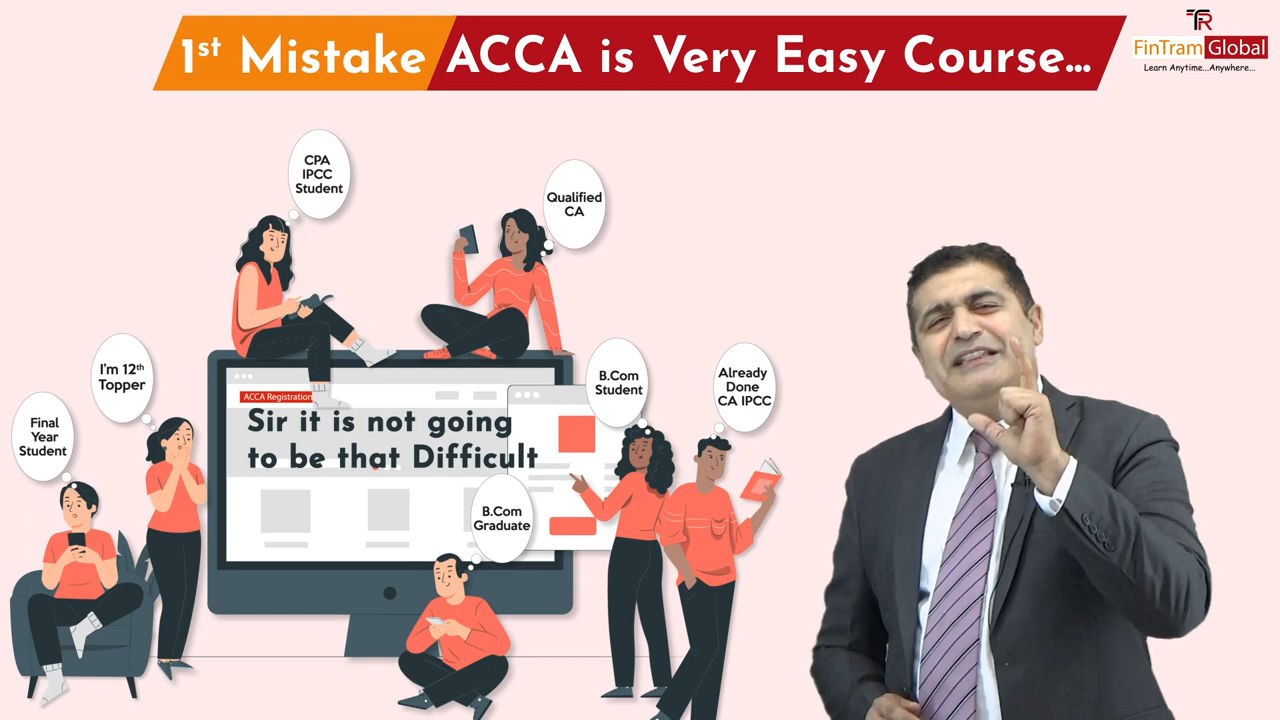 1st Mistake ACCA is Very Easy Course...
TR
FinTram Global
Learn Anytime...Anywhere...
CPA
IPCC
Student
Qualified
CA
I'm 12th
Topper
Final
Year
Student
B.Com
Student
Already
Done
CA IPCC
ACCA Registration
Sir it is not going
to be that Difficult
B.Com
Graduate